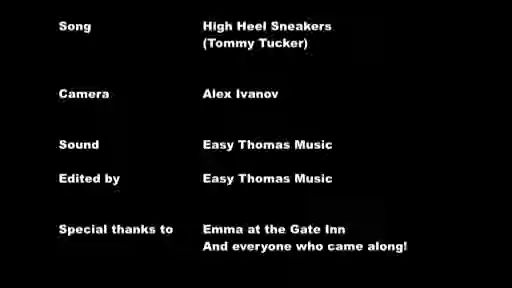 Song High Heel Sneakers
(Tommy Tucker)
Camera Alex Ivanov
Sound Easy Thomas Music
Edited by Easy Thomas Music
Special thanks to Emma at the Gate Inn
And everyone who came along!